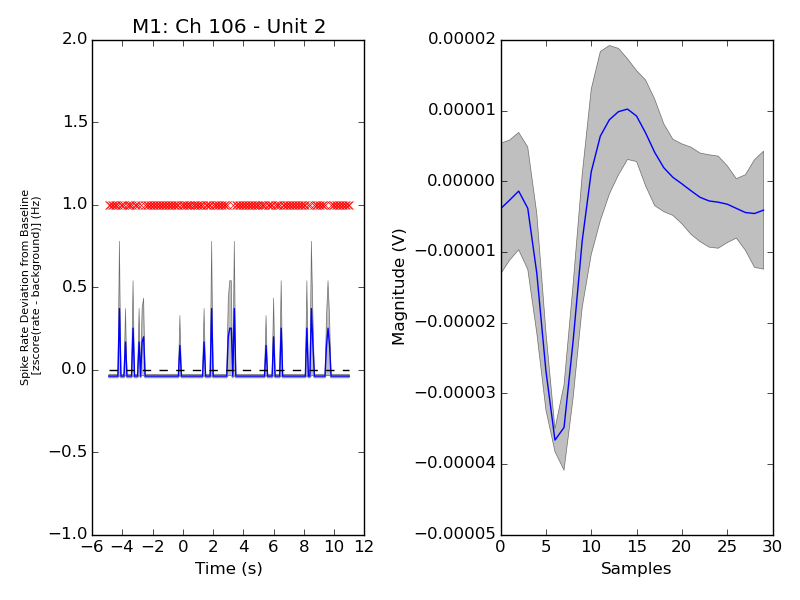 M1: Ch 106 - Unit 2
2.0
1.5
1.0
0.5
0.0
−0.5
−1.0
−6 −4 −2 0 2 4 6 8 10 12
Time (s)
Spike Rate Deviation from Baseline
[zscore(rate - background)] (Hz)
0.00002
0.00001
0.00000
−0.00001
−0.00002
−0.00003
−0.00004
−0.00005
0 5 10 15 20 25 30
Samples
Magnitude (V)